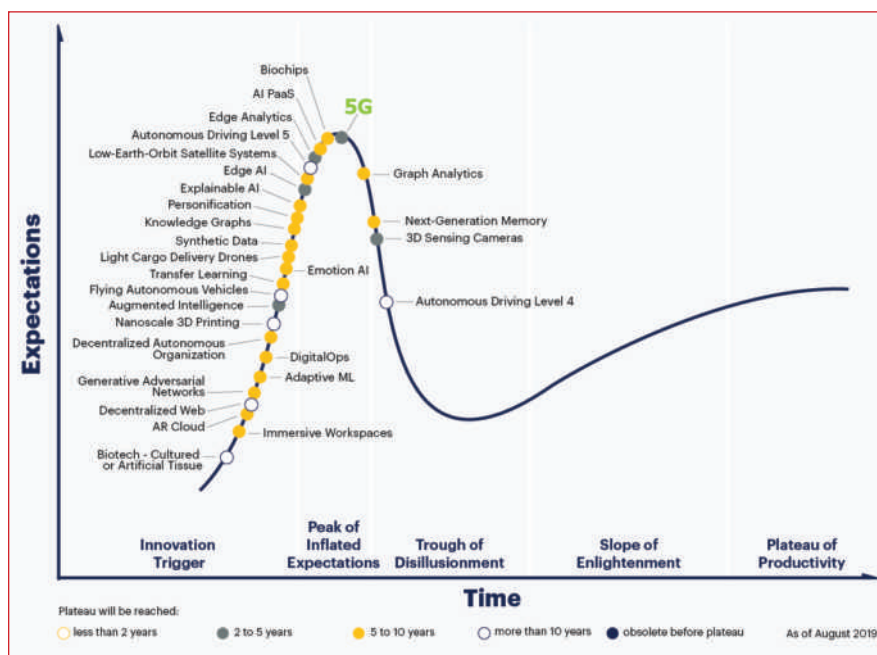 Expectations
Biochips
AI PaaS
5G
Edge Analytics
Autonomous Driving Level 5
Low-Earth-Orbit Satellite Systems
Edge AI
Explainable AI
Personification
Knowledge Graphs
Synthetic Data
Light Cargo Delivery Drones
Transfer Learning
Flying Autonomous Vehicles
Augmented Intelligence
Nanoscale 3D Printing
Decentralized Autonomous
Organization
Generative Adversarial
Networks
Decentralized Web
AR Cloud
Biotech - Cultured
or Artificial Tissue
Emotion AI
DigitalOps
Adaptive ML
Immersive Workspaces
Graph Analytics
Next-Generation Memory
3D Sensing Cameras
Autonomous Driving Level 4
Innovation
Trigger
Peak of
Inflated
Expectations
Trough of
Disillusionment
Slope of
Enlightenment
Plateau of
Productivity
Time
Plateau will be reached:
less than 2 years
2 to 5 years
5 to 10 years
more than 10 years
obsolete before plateau
As of August 2019